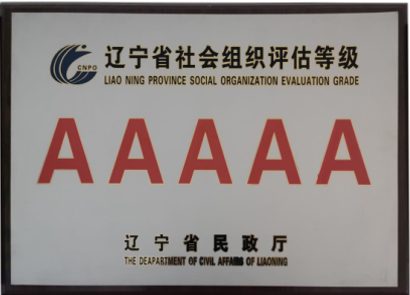 CNPO
辽宁省社会组织评估等级
LIAO NING PROVINCE SOCIAL ORGANIZATION EVALUATION GRADE
AAAAA
辽宁省民政厅
THE DEAPARTMENT OF CIVIL AFFAIRS OF LIAONING